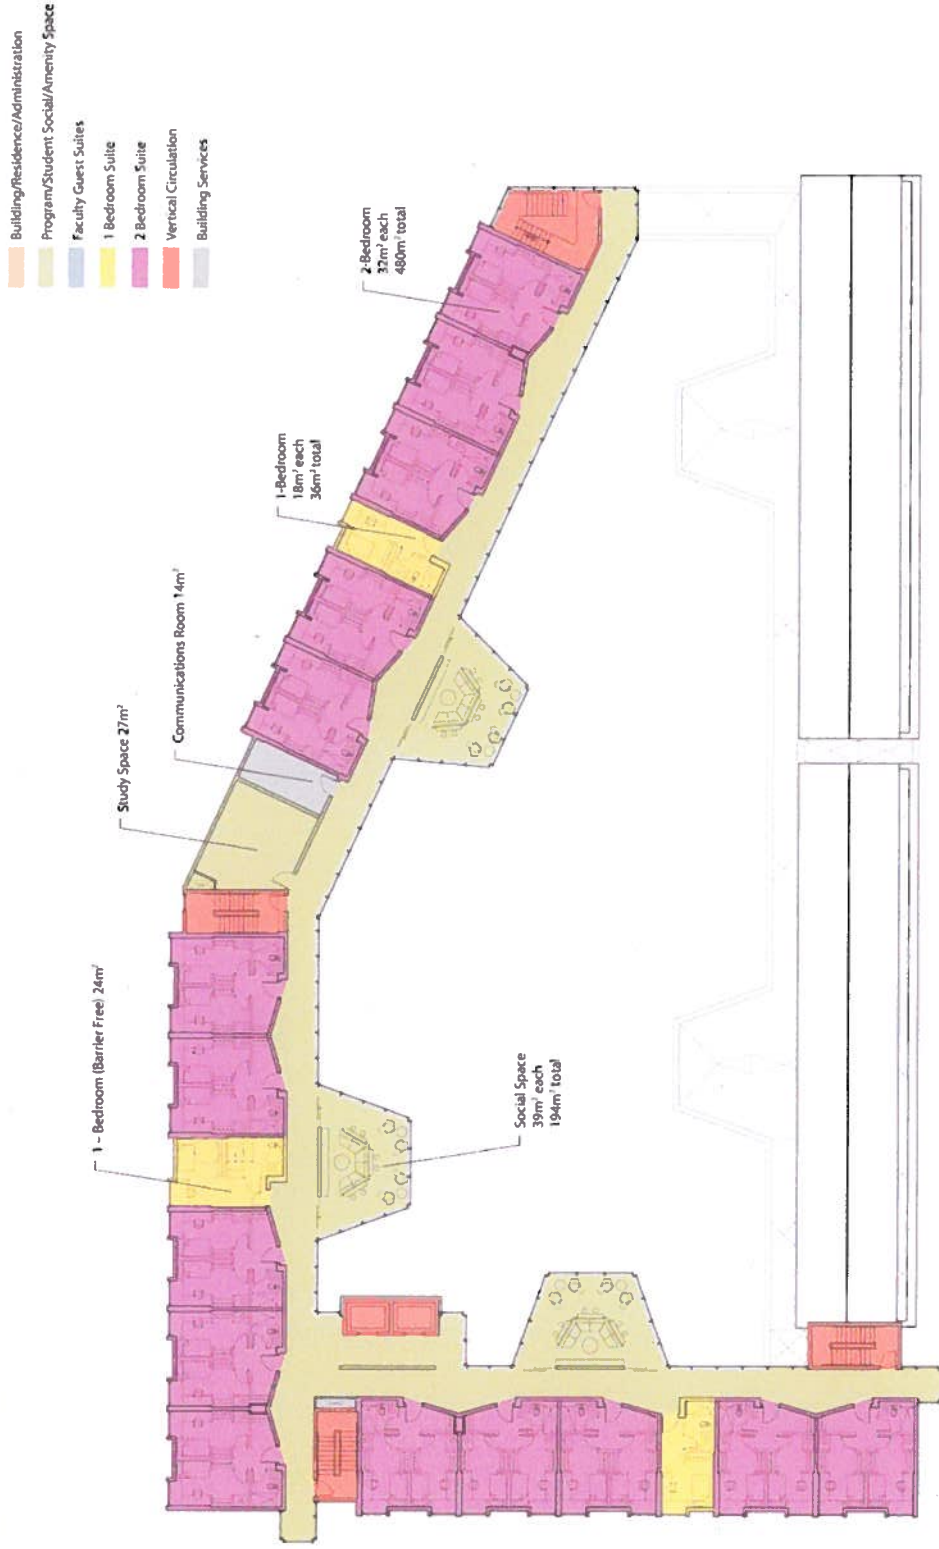 Building/Residence/Administration
Program/Student Social/Amenity Space
Faculty Guest Suites
1 Bedroom Suite
2 Bedroom Suite
Vertical Circulation
Building Services
1 - Bedroom (Barrier Free) 24m²
Study Space 27m²
Communications Room 14m²
1-Bedroom
18m² each
36m² total
2-Bedroom
32m² each
480m² total
Social Space
39m² each
194m² total